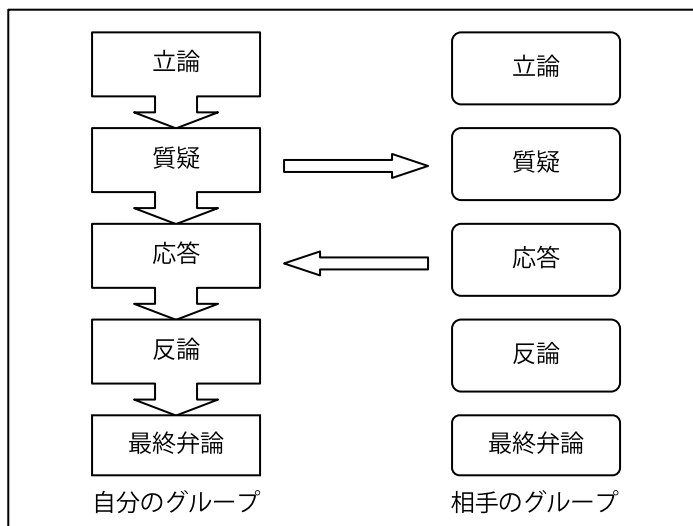 立論
立論
質疑
質疑
応答
応答
反論
反論
最終弁論
最終弁論
自分のグループ
相手のグループ